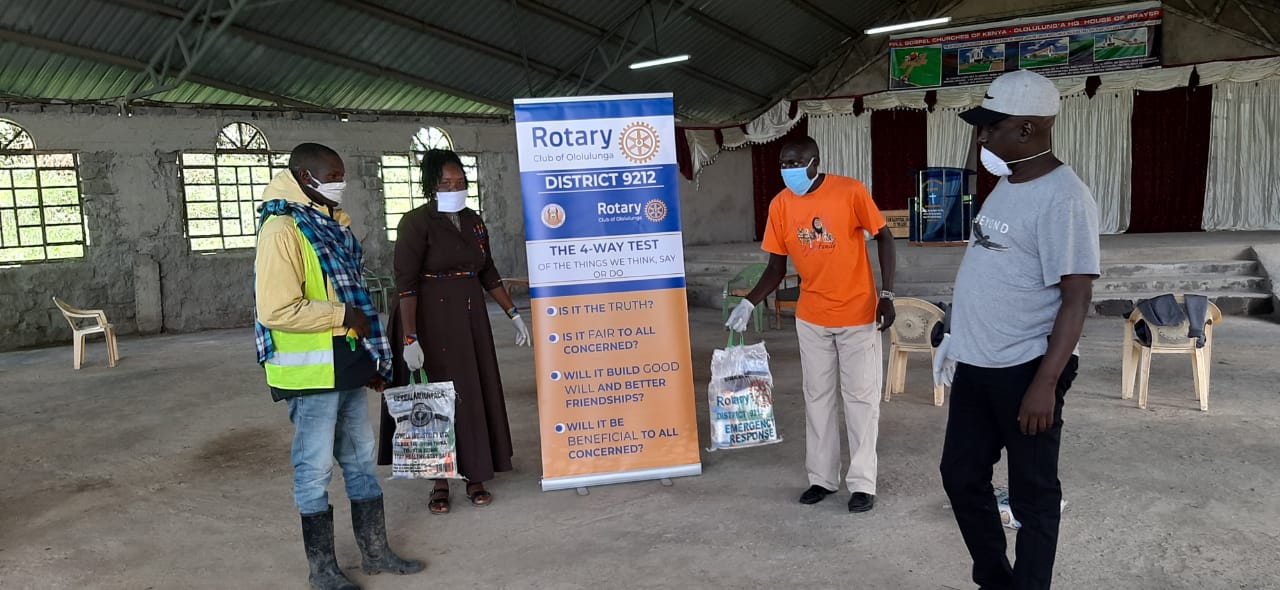 FULL GOSPEL CHURCHES OF KENYA - OLOLULUNG'A HQ. HOUSE OF PRAYER
Rotary
Club of Ololulunga
DISTRICT 9212
Rotary
Club of Ololulunga
THE 4-WAY TEST
OF THE THINGS WE THINK, SAY
OR DO
IS IT THE TRUTH?
IS IT FAIR TO ALL
CONCERNED?
WILL IT BUILD GOOD
WILL AND BETTER
FRIENDSHIPS?
WILL IT BE
BENEFICIAL TO ALL
CONCERNED?
Rotary
DISTRICT 9212
EMERGENCY
RESPONSE